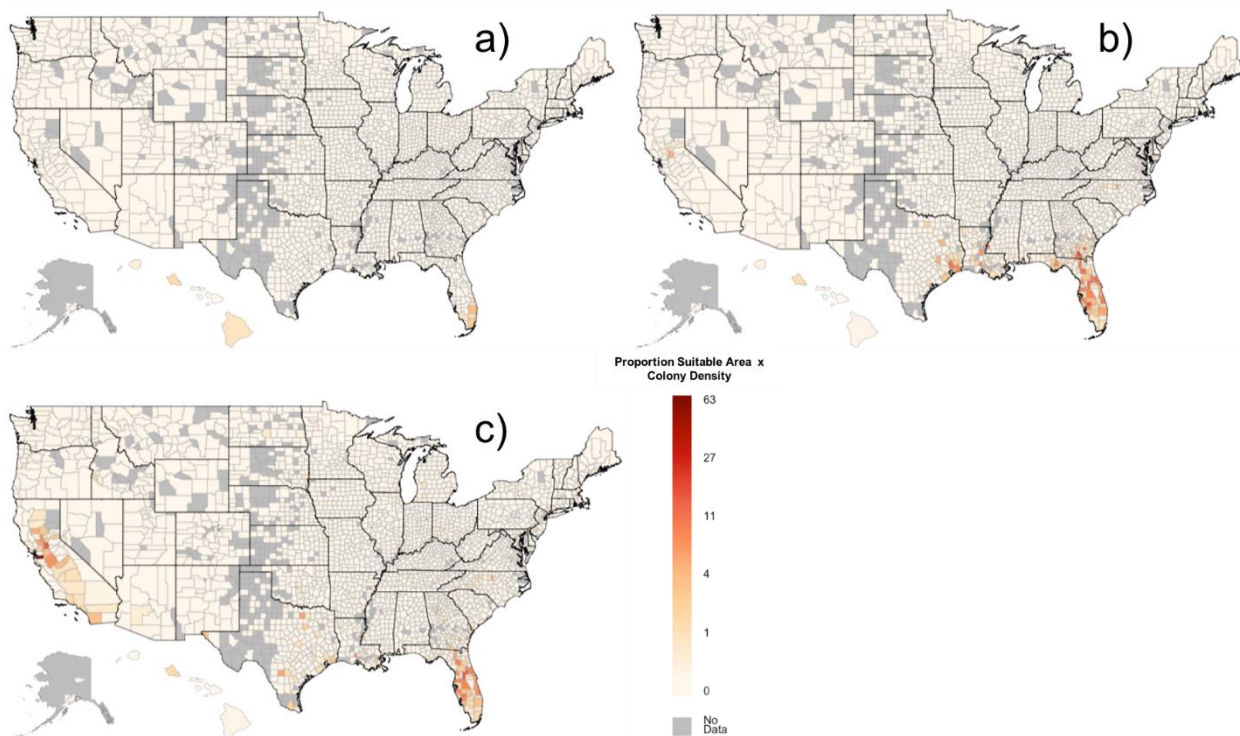 a)
b)
Proportion Suitable Area x
Colony Density
c)
63
27
11
4
1
0
No
Data